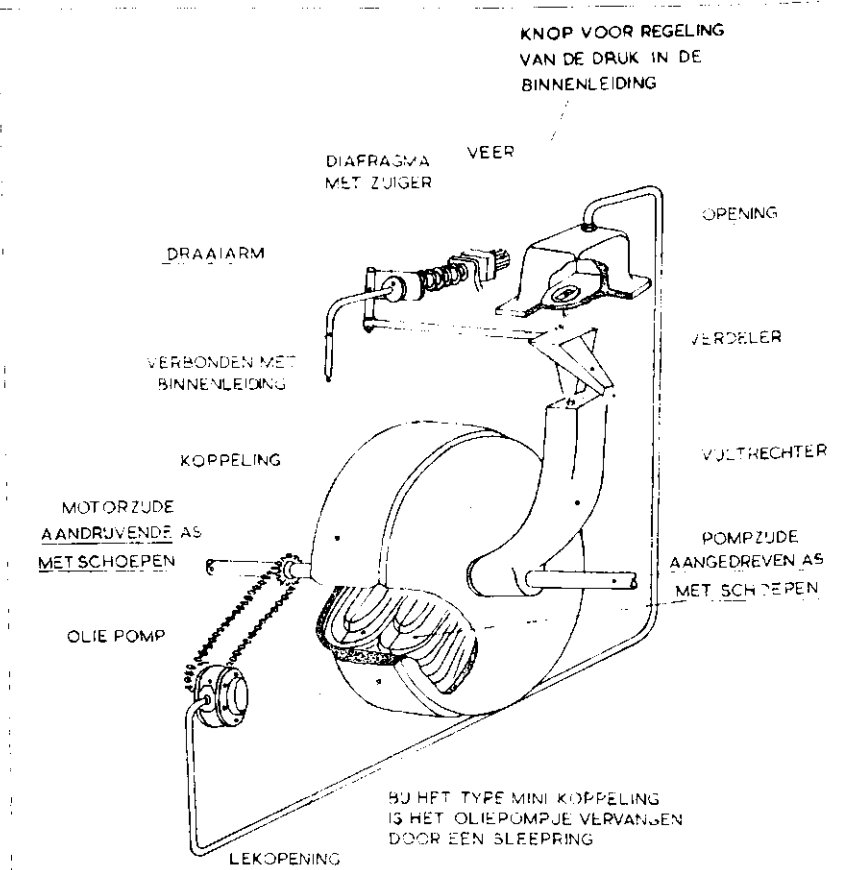 KNOP VOOR REGELING
VAN DE DRUK IN DE
BINNENLEIDING
VEER
DIAFRAGMA
MET ZUIGER
OPENING
DRAAIARM
VERDELER
VERBONDEN MET
BINNENLEIDING
KOPPELING
VULTRECHTER
MOTORZIJDE
AANDRIJVENDE AS
MET SCHOEPEN
POMPZIJDE
AANGEDREVEN AS
MET SCHOEPEN
OLIE POMP
BIJ HET TYPE MINI KOPPELING
IS HET OLIEPOMPJE VERVANGEN
DOOR EEN SLEEPRING
LEKOPENING